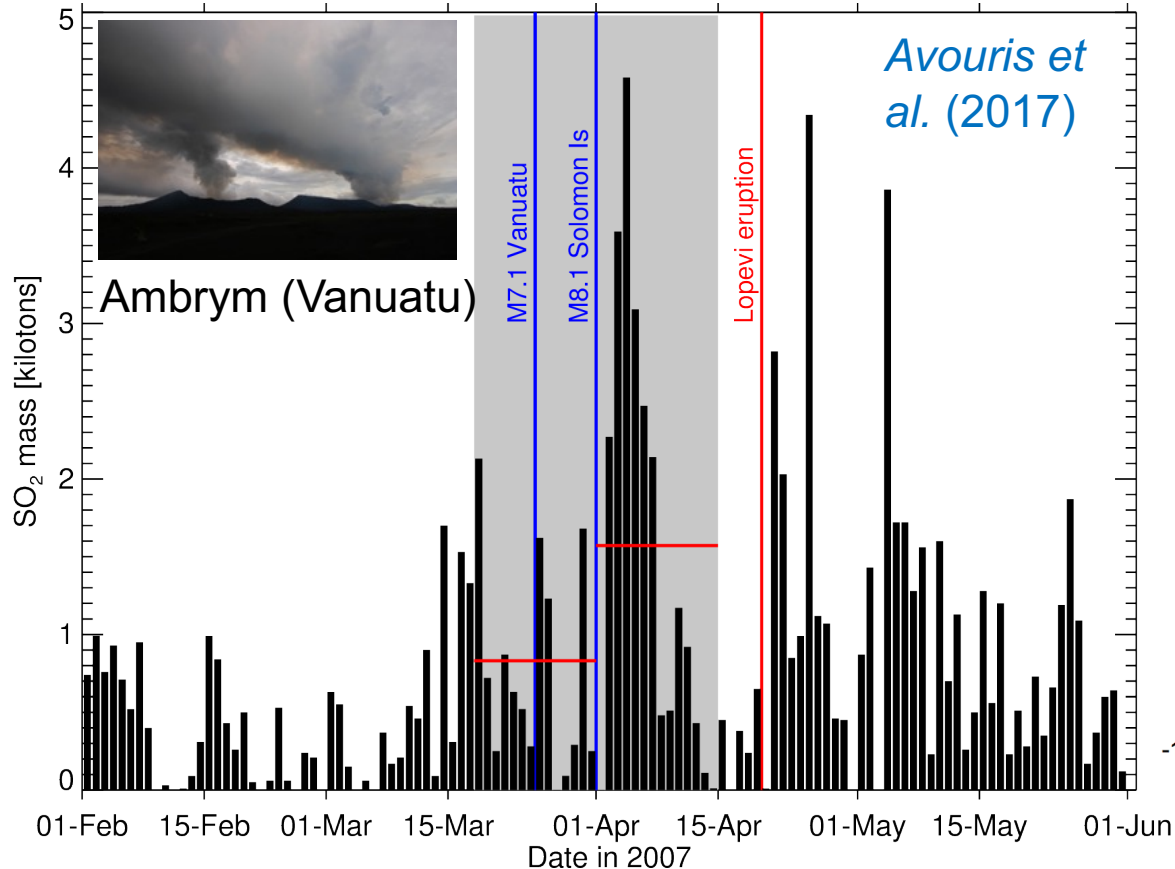 5
4
3
2
1
0
SO2 mass [kilotons]
Avouris et
al. (2017)
Ambrym (Vanuatu)
M7.1 Vanuatu
M8.1 Solomon Is
Lopevi eruption
01-Feb 15-Feb 01-Mar 15-Mar 01-Apr 15-Apr 01-May 15-May 01-Jun
Date in 2007